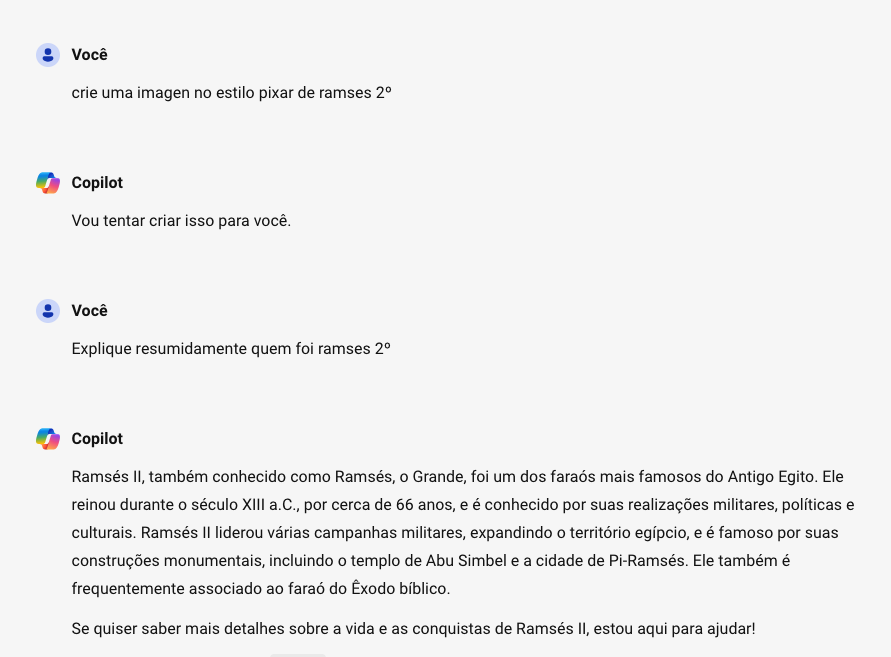 Você
crie uma imagen no estilo pixar de ramses 2º
Copilot
Vou tentar criar isso para você.
Você
Explique resumidamente quem foi ramses 2º
Copilot
Ramsés II, também conhecido como Ramsés, o Grande, foi um dos faraós mais famosos do Antigo Egito. Ele
reinou durante o século XIII a.C., por cerca de 66 anos, e é conhecido por suas realizações militares, políticas e
culturais. Ramsés II liderou várias campanhas militares, expandindo o território egípcio, e é famoso por suas
construções monumentais, incluindo o templo de Abu Simbel e a cidade de Pi-Ramsés. Ele também é
frequentemente associado ao faraó do Êxodo bíblico.
Se quiser saber mais detalhes sobre a vida e as conquistas de Ramsés II, estou aqui para ajudar!